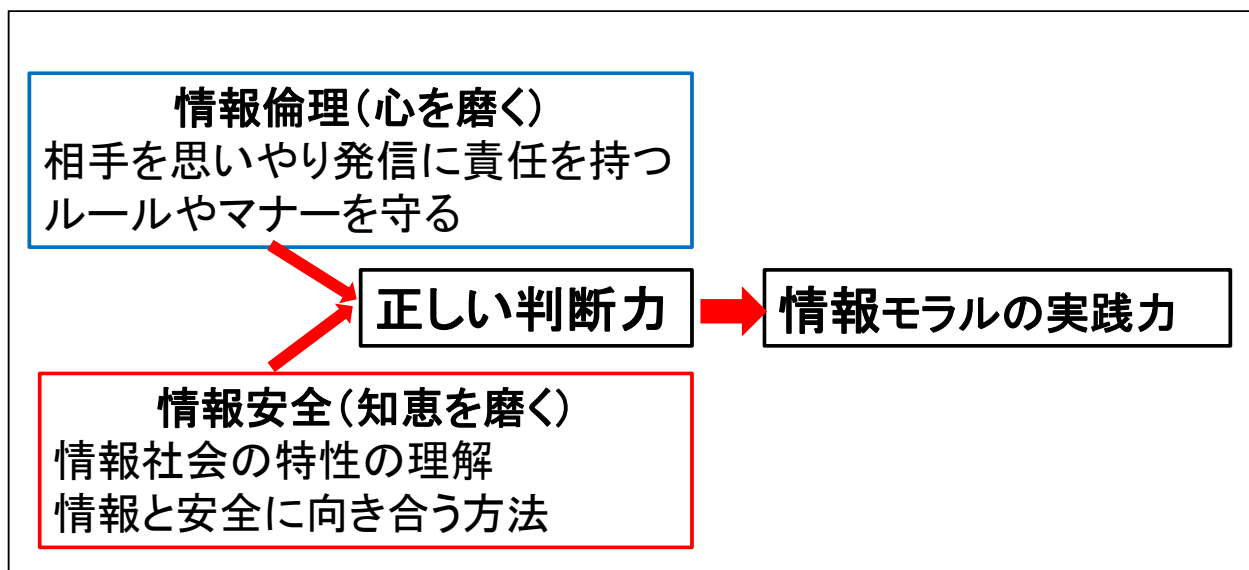 情報倫理(心を磨く)
相手を思いやり発信に責任を持つ
ルールやマナーを守る
正しい判断力
情報モラルの実践力
情報安全(知恵を磨く)
情報社会の特性の理解
情報と安全に向き合う方法